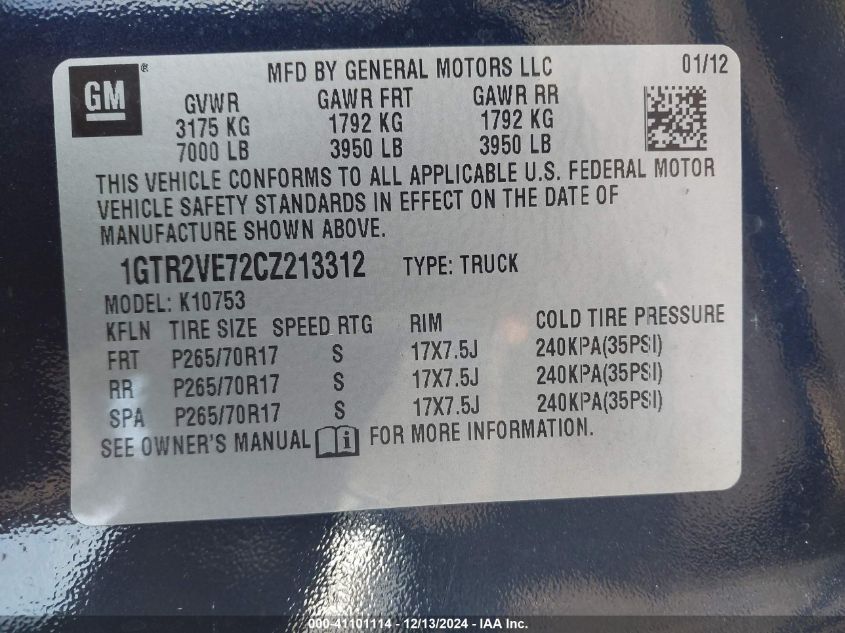 GM ® MFD BY GENERAL MOTORS LLC 01/12
GVWR GAWR FRT GAWR RR
3175 KG 1792 KG 1792 KG
7000 LB 3950 LB 3950 LB
THIS VEHICLE CONFORMS TO ALL APPLICABLE U.S. FEDERAL MOTOR
VEHICLE SAFETY STANDARDS IN EFFECT ON THE DATE OF
MANUFACTURE SHOWN ABOVE.
1GTR2VE72CZ213312 TYPE: TRUCK
MODEL: K10753
KFLN TIRE SIZE SPEED RTG RIM COLD TIRE PRESSURE
FRT P265/70R17 S 17X7.5J 240KPA(35PSI)
RR P265/70R17 S 17X7.5J 240KPA(35PSI)
SPA P265/70R17 S 17X7.5J 240KPA(35PSI)
SEE OWNER'S MANUAL i FOR MORE INFORMATION.
000-41101114 - 12/13/2024 - USA